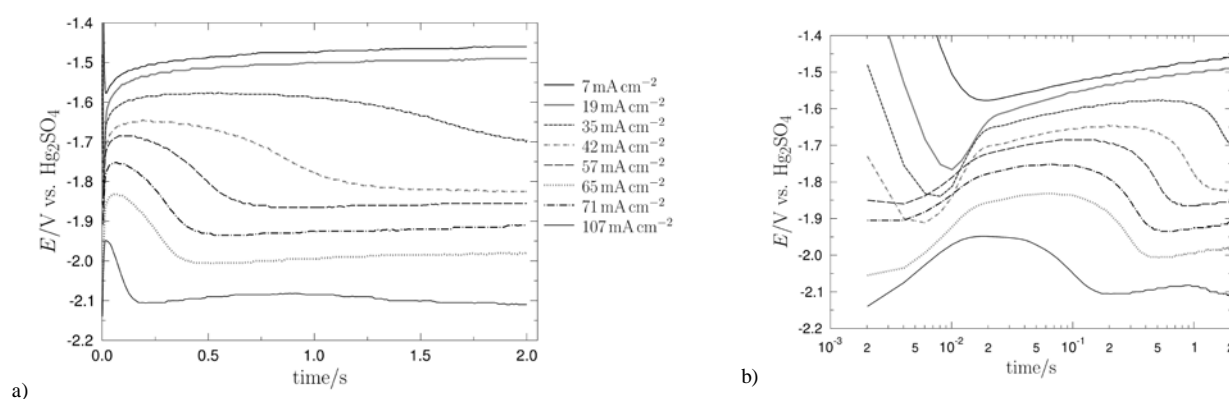 -1.4
-1.5
-1.6
-1.7
-1.8
-1.9
-2.0
-2.1
-2.2
E/V vs. Hg₂SO₄
0.0 0.5 1.0 1.5 2.0
time/s
a)
7 mA cm⁻²
19 mA cm⁻²
35 mA cm⁻²
42 mA cm⁻²
57 mA cm⁻²
65 mA cm⁻²
71 mA cm⁻²
107 mA cm⁻²
-1.4
-1.5
-1.6
-1.7
-1.8
-1.9
-2.0
-2.1
-2.2
E/V vs. Hg₂SO₄
10⁻³ 2 5 10⁻² 2 5 10⁻¹ 2 5 1 2
time/s
b)